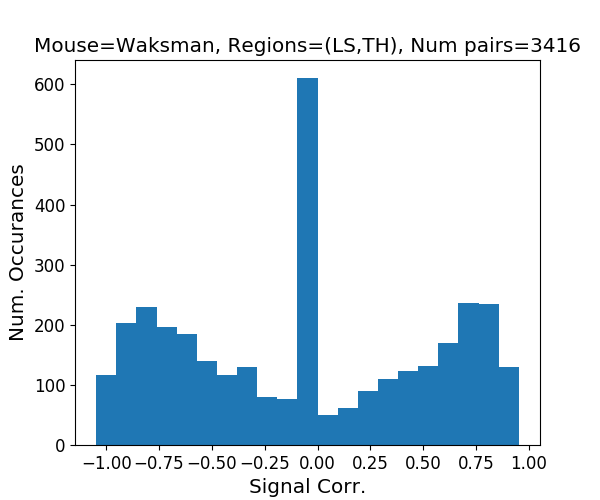 Mouse=Waksman, Regions=(LS,TH), Num pairs=3416
600
500
400
300
200
100
0
Num. Occurances
−1.00 −0.75 −0.50 −0.25 0.00 0.25 0.50 0.75 1.00
Signal Corr.